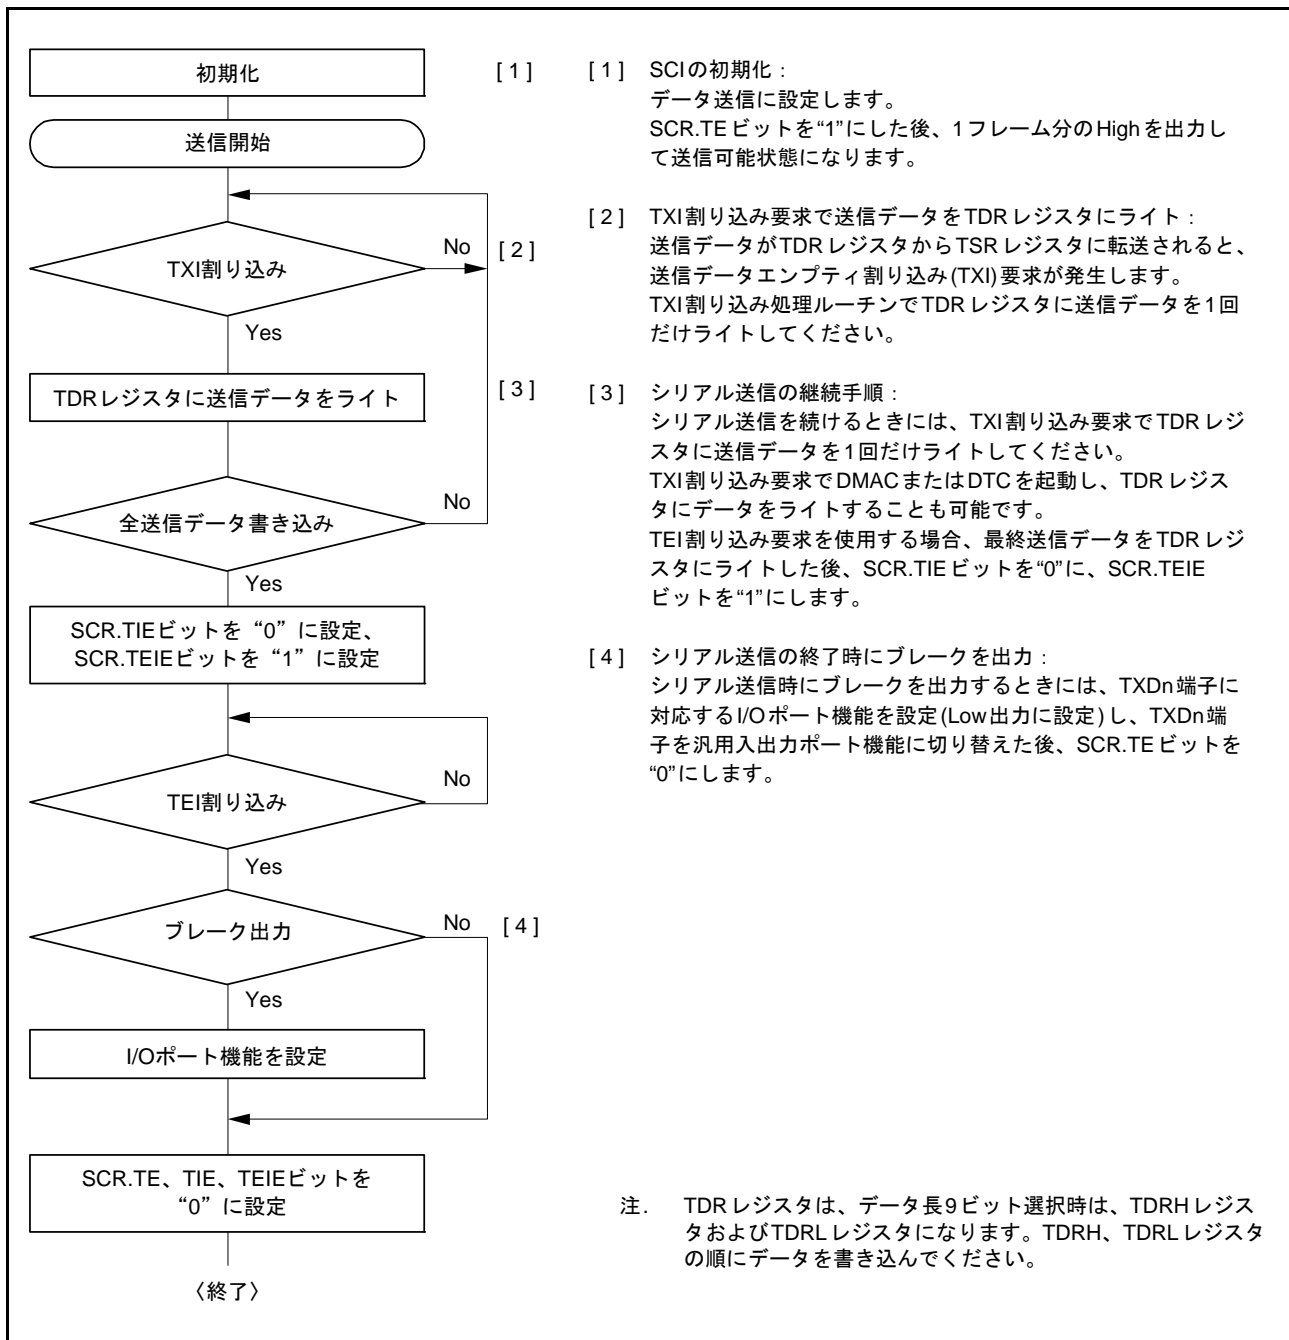 初期化
[ 1 ]
送信開始
TXI割り込み
No
[ 2 ]
Yes
TDRレジスタに送信データをライト
[ 3 ]
全送信データ書き込み
No
Yes
SCR.TIEビットを“0”に設定、
SCR.TEIEビットを“1”に設定
TEI割り込み
No
Yes
ブレーク出力
No
[ 4 ]
Yes
I/Oポート機能を設定
SCR.TE、TIE、TEIEビットを
“0”に設定
〈終了〉
[ 1 ] SCIの初期化：
データ送信に設定します。
SCR.TEビットを“1”にした後、1フレーム分のHighを出力し
て送信可能状態になります。
[ 2 ] TXI割り込み要求で送信データをTDRレジスタにライト：
送信データがTDRレジスタからTSRレジスタに転送されると、
送信データエンプティ割り込み(TXI)要求が発生します。
TXI割り込み処理ルーチンでTDRレジスタに送信データを1回
だけライトしてください。
[ 3 ] シリアル送信の継続手順：
シリアル送信を続けるときには、TXI割り込み要求でTDRレジ
スタに送信データを1回だけライトしてください。
TXI割り込み要求でDMACまたはDTCを起動し、TDRレジス
タにデータをライトすることも可能です。
TEI割り込み要求を使用する場合、最終送信データをTDRレジ
スタにライトした後、SCR.TIEビットを“0”に、SCR.TEIE
ビットを“1”にします。
[ 4 ] シリアル送信の終了時にブレークを出力：
シリアル送信時にブレークを出力するときには、TXDn端子に
対応するI/Oポート機能を設定(Low出力に設定)し、TXDn端
子を汎用入出力ポート機能に切り替えた後、SCR.TEビットを
“0”にします。
注. TDRレジスタは、データ長9ビット選択時は、TDRHレジス
タおよびTDRLレジスタになります。TDRH、TDRLレジスタ
の順にデータを書き込んでください。